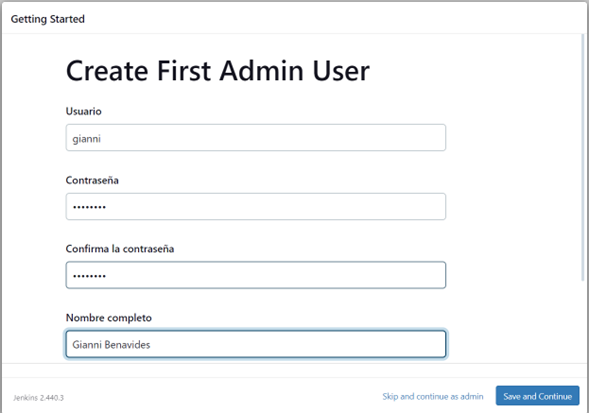 Getting Started
Create First Admin User
Usuario
gianni
Contraseña
••••••••
Confirma la contraseña
••••••••
Nombre completo
Gianni Benavides
Jenkins 2.440.3
Skip and continue as admin
Save and Continue